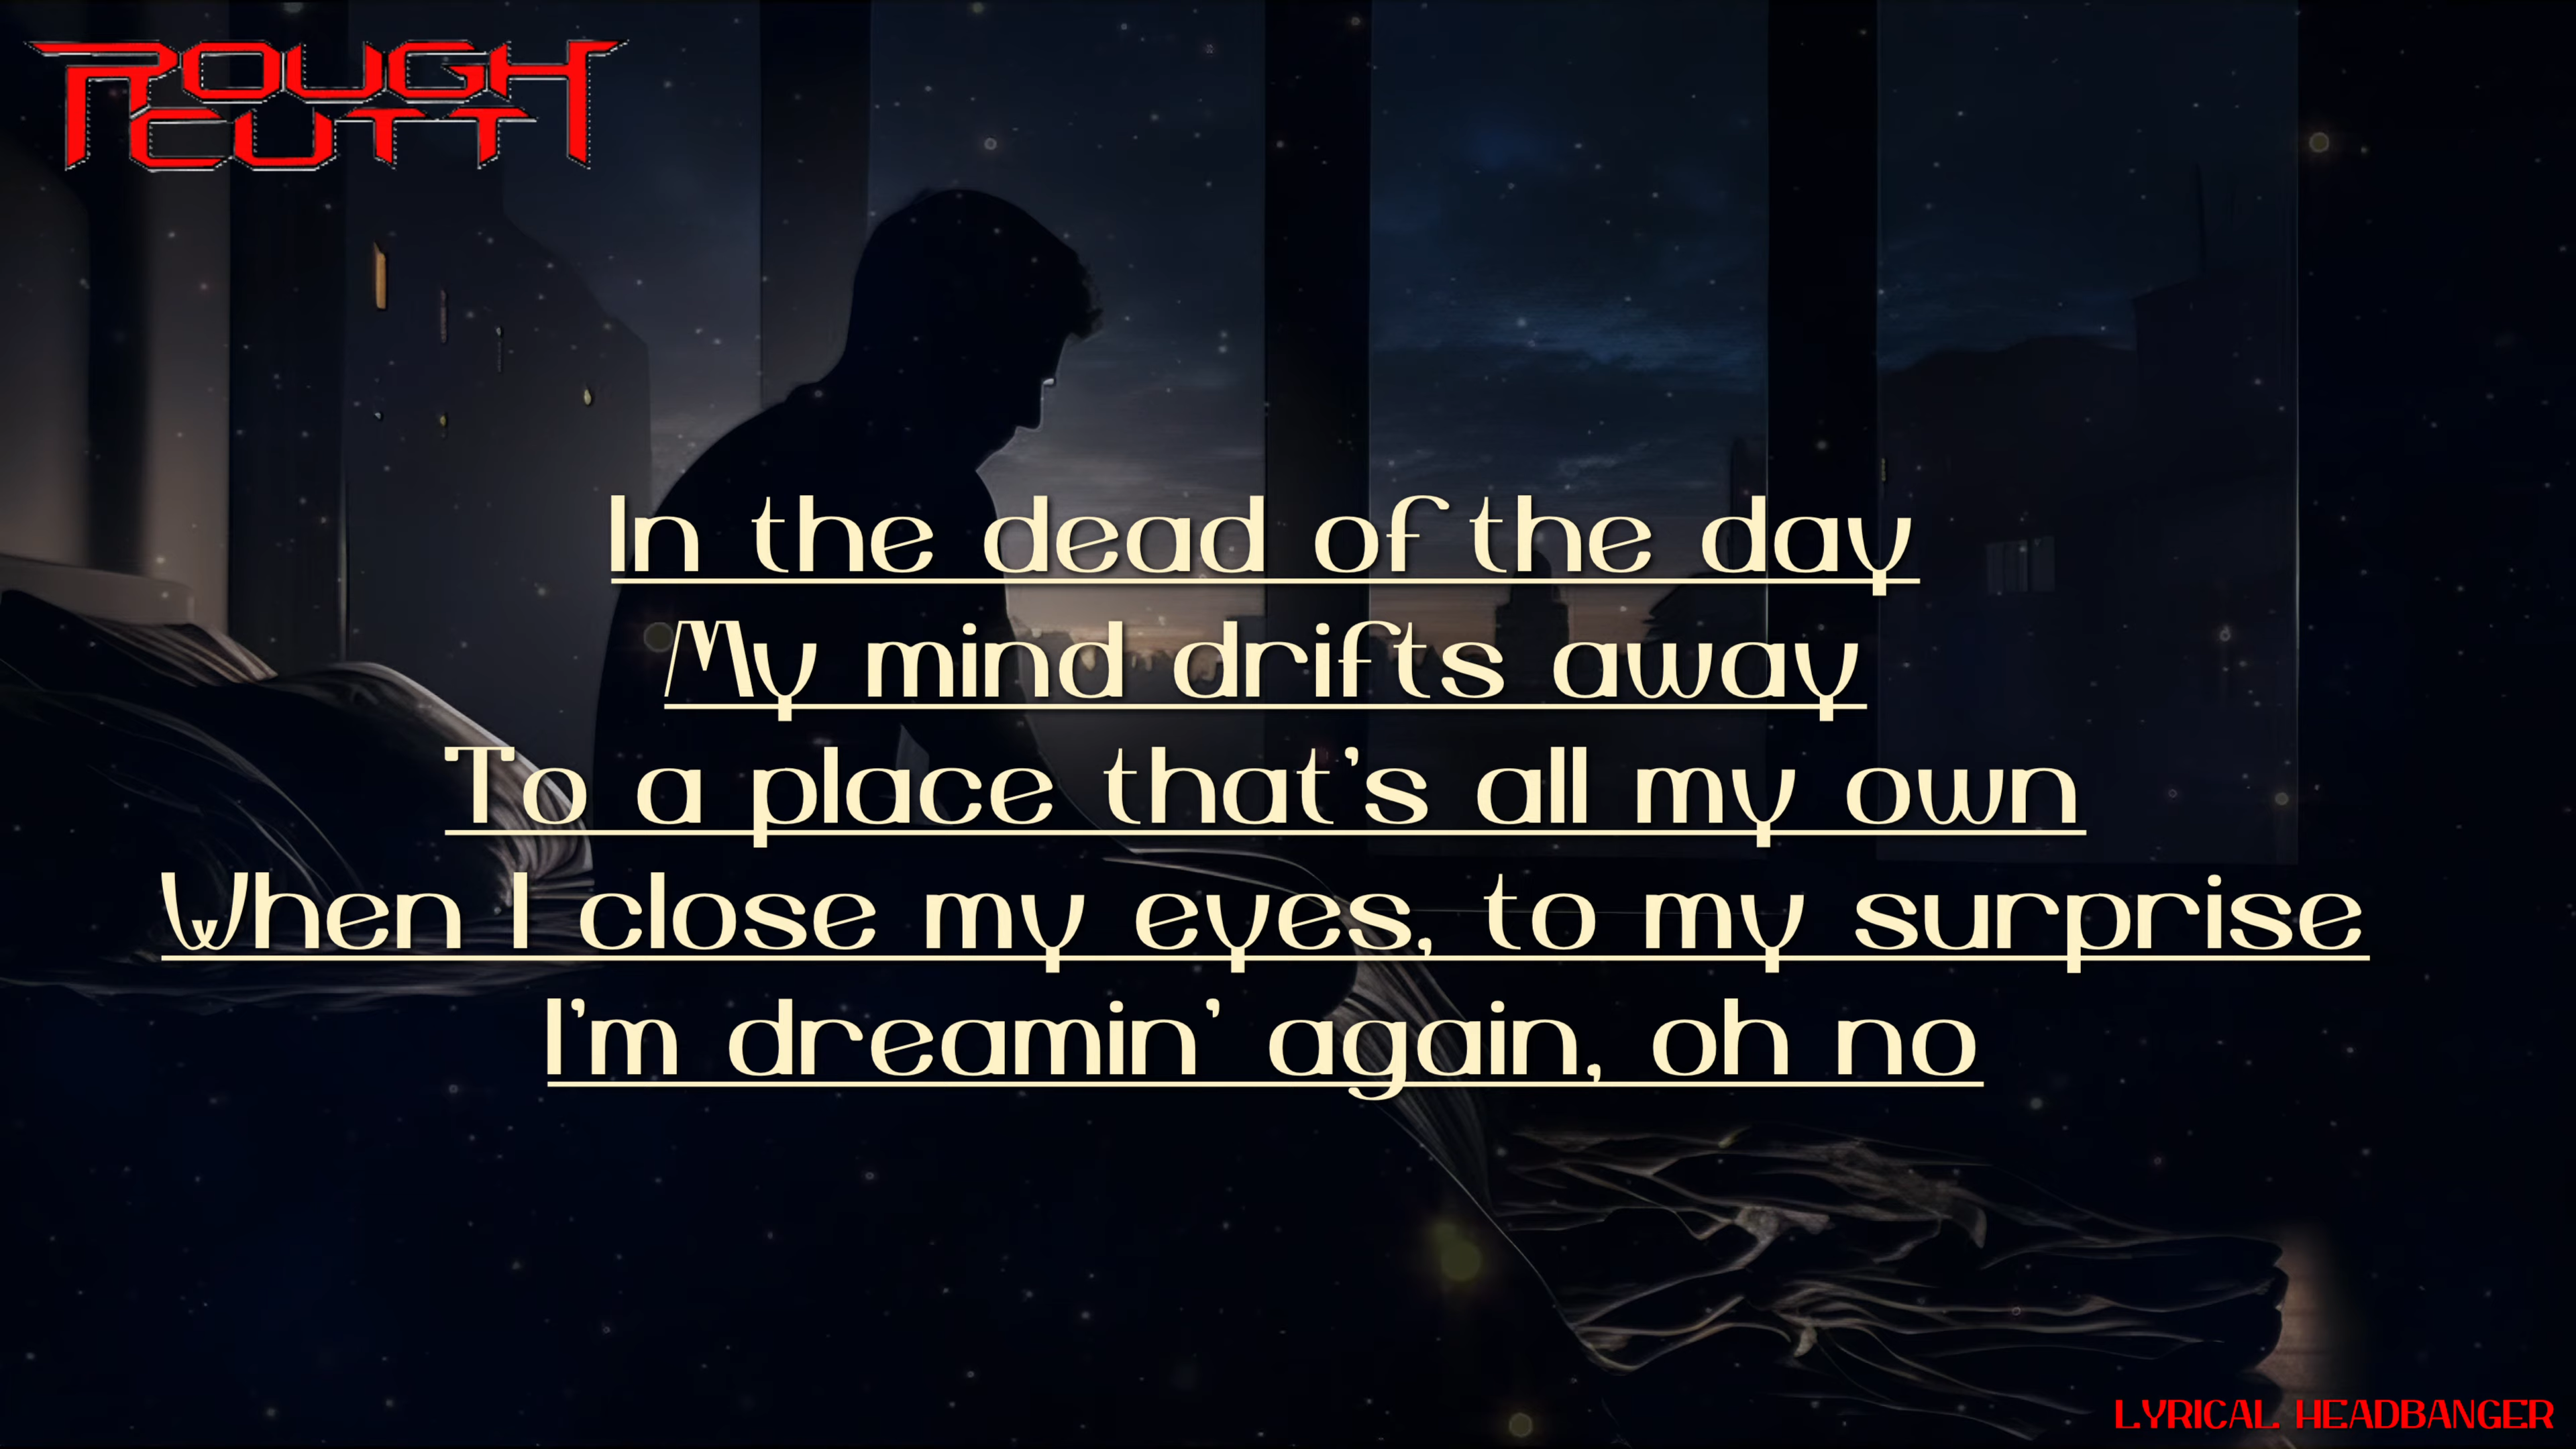 ROUGH
CUTT
In the dead of the day
My mind drifts away
To a place that's all my own
When I close my eyes, to my surprise
I'm dreamin' again, oh no
LYRICAL HEADBANGER